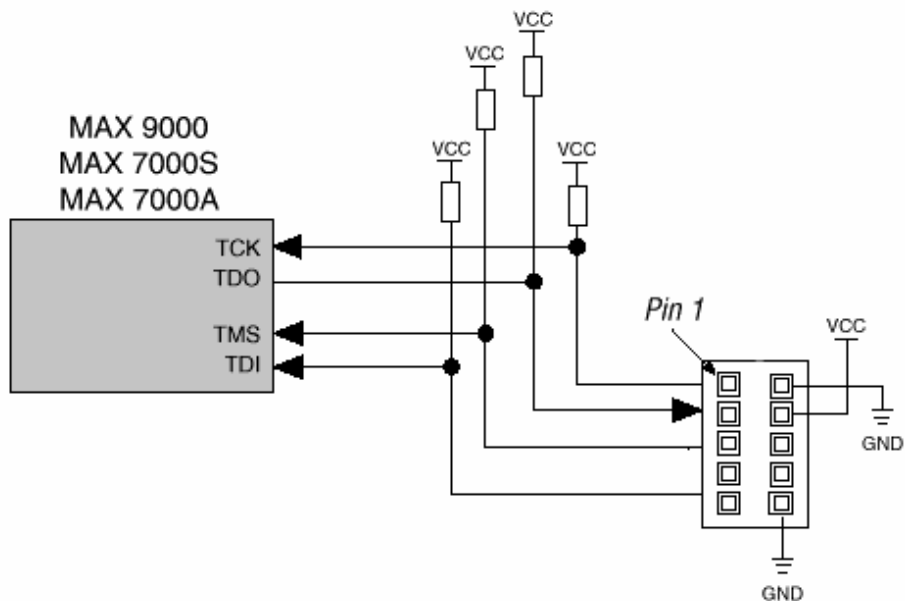 VCC
VCC
MAX 9000
MAX 7000S
MAX 7000A
VCC
VCC
TCK
TDO
TMS
TDI
Pin 1
VCC
GND
GND